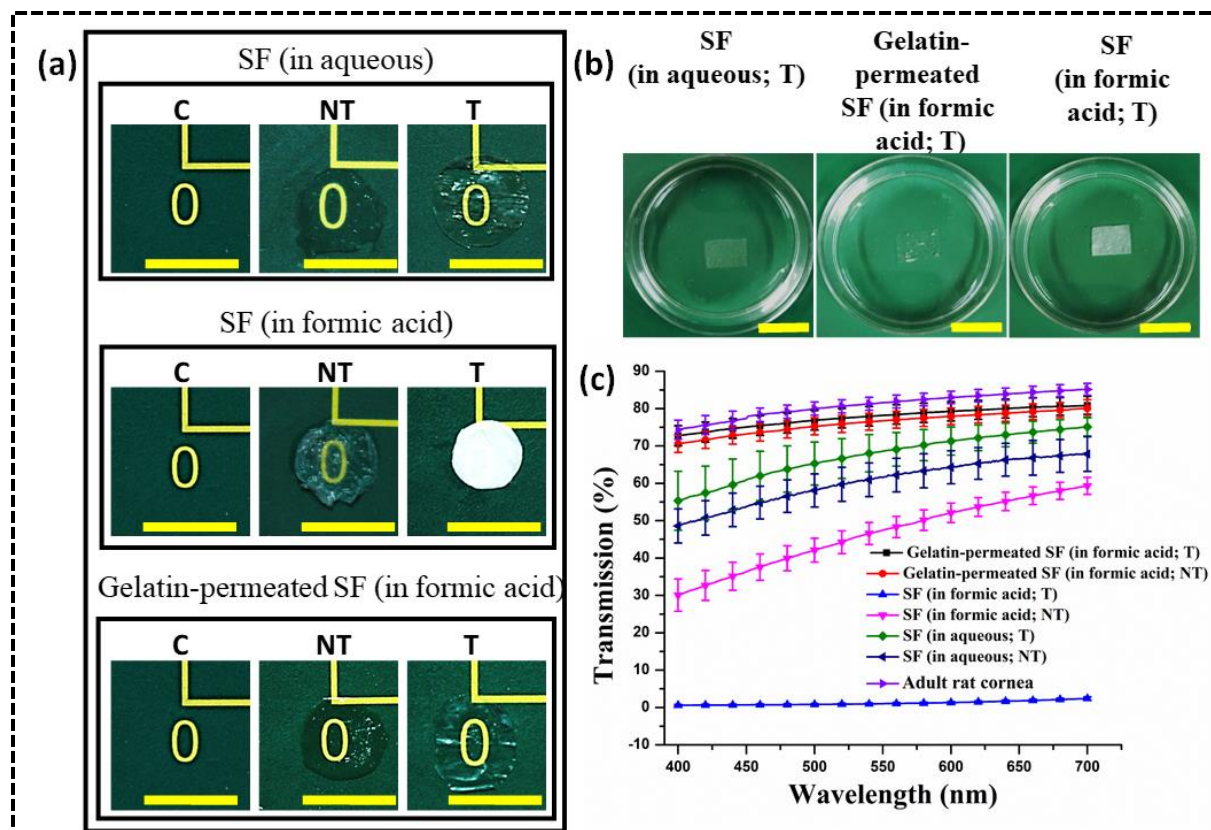 (a)
SF (in aqueous)
C NT T
0 0 0
SF (in formic acid)
C NT T
0 0
Gelatin-permeated SF (in formic acid)
C NT T
0 0 0
(b)
SF
(in aqueous; T)
Gelatin-
permeated
SF (in formic
acid; T)
SF
(in formic
acid; T)
(c)
90
80
70
60
50
40
30
20
10
0
-10
Transmission (%)
Gelatin-permeated SF (in formic acid; T)
Gelatin-permeated SF (in formic acid; NT)
SF (in formic acid; T)
SF (in formic acid; NT)
SF (in aqueous; T)
SF (in aqueous; NT)
Adult rat cornea
400 450 500 550 600 650 700
Wavelength (nm)